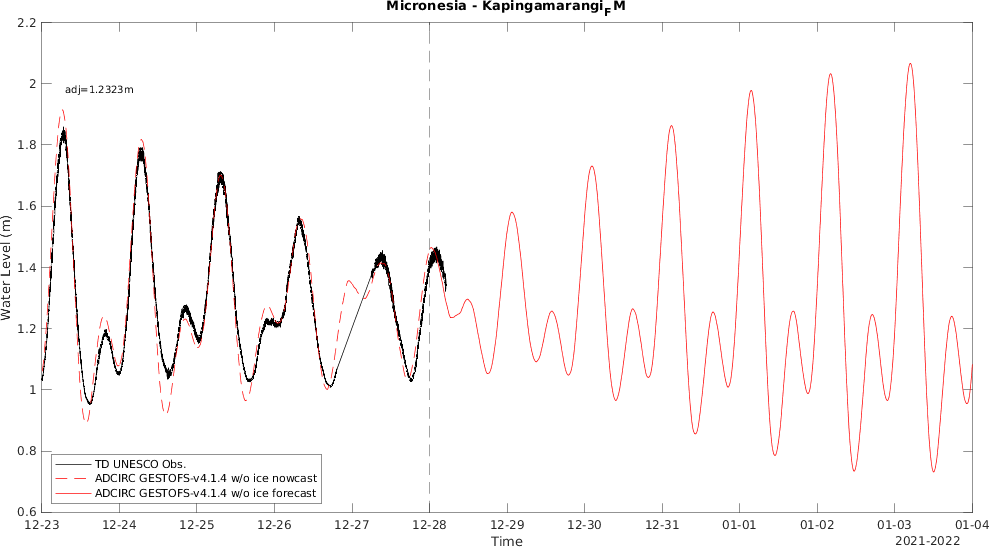 Micronesia - Kapingamarangi_FM
2.2
2
1.8
1.6
1.4
1.2
1
0.8
0.6
Water Level (m)
adj=1.2323m
TD UNESCO Obs.
ADCIRC GESTOFS-v4.1.4 w/o ice nowcast
ADCIRC GESTOFS-v4.1.4 w/o ice forecast
12-23 12-24 12-25 12-26 12-27 12-28 12-29 12-30 12-31 01-01 01-02 01-03 01-04
Time
2021-2022